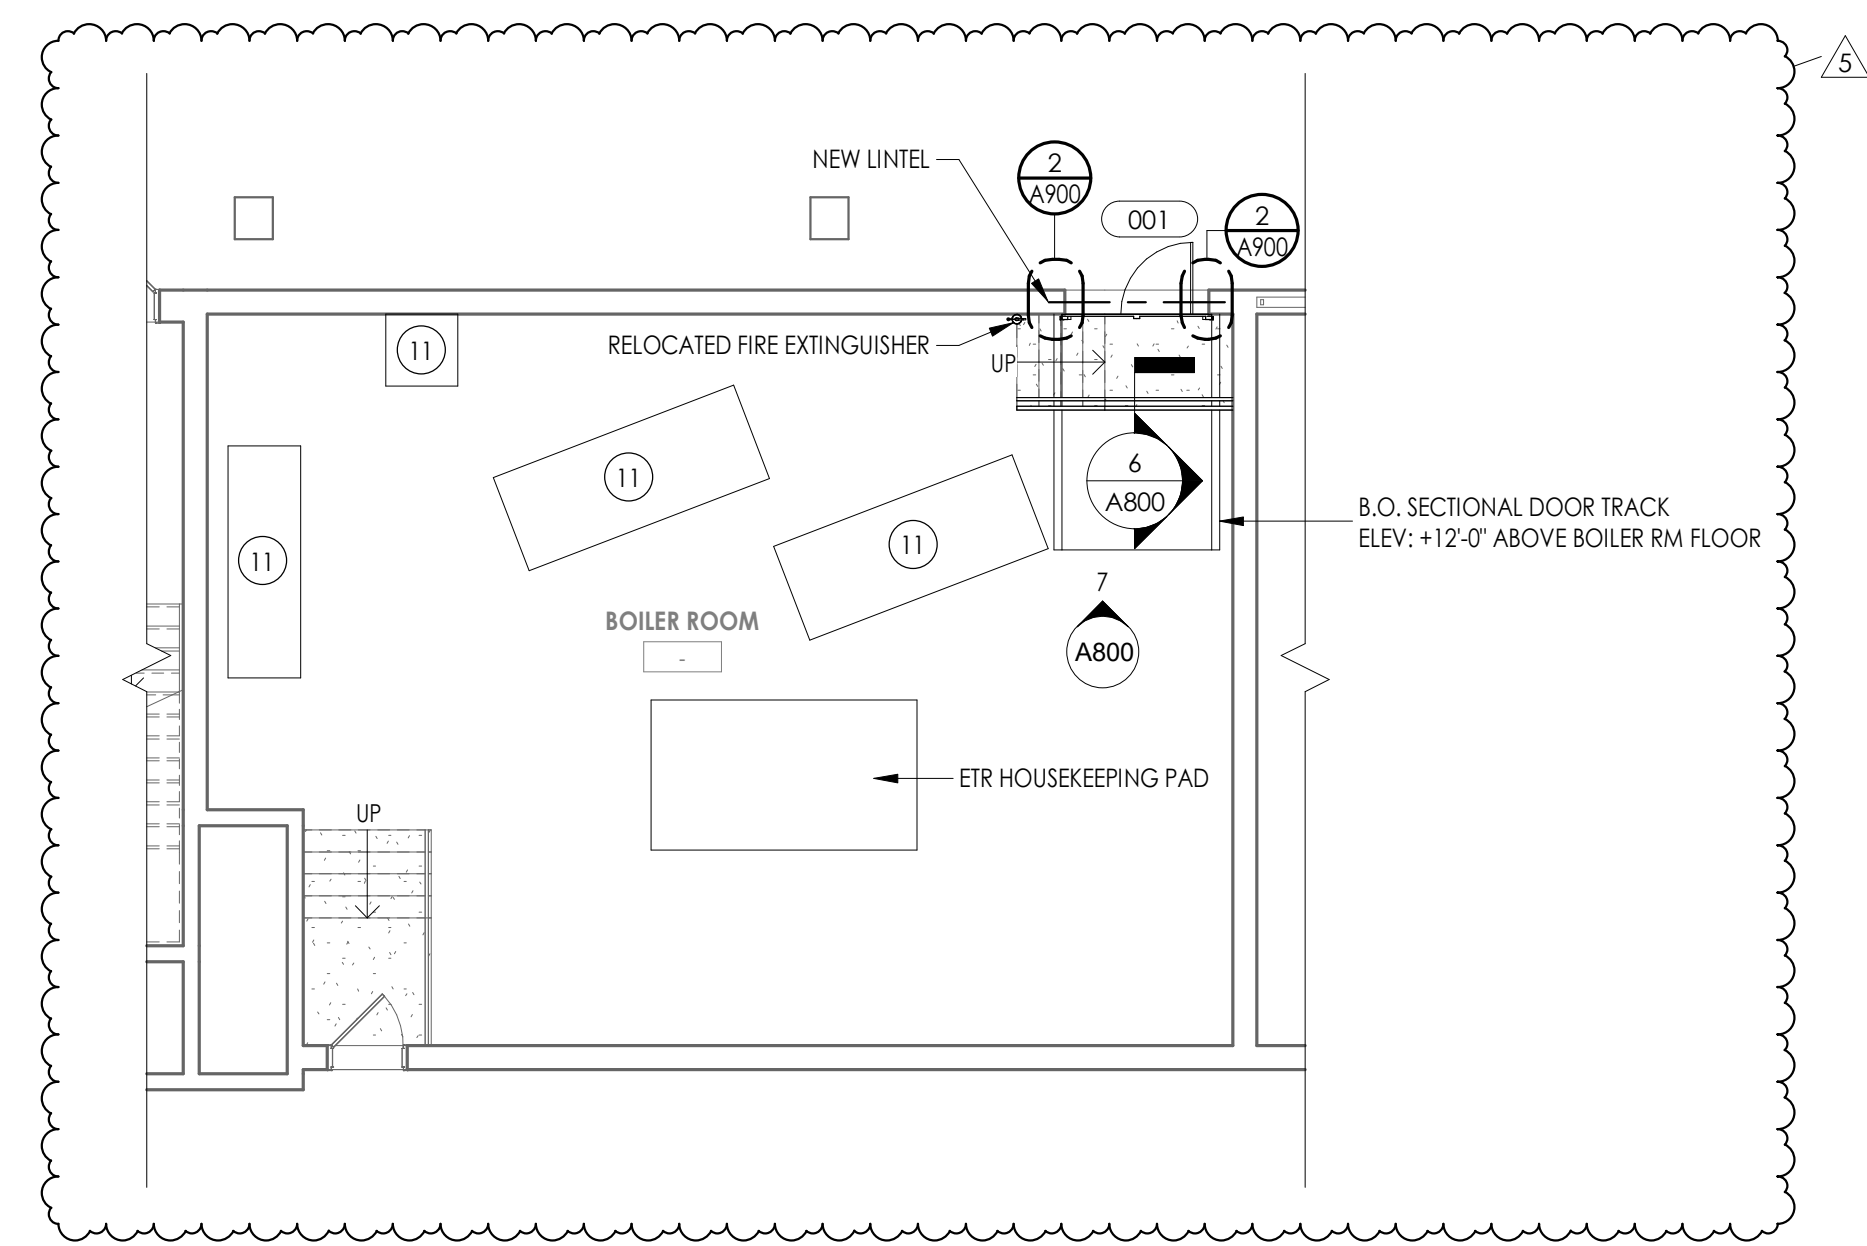 5
NEW LINTEL
2
A900
001
2
A900
11
RELOCATED FIRE EXTINGUISHER
UP
11
6
A800
B.O. SECTIONAL DOOR TRACK
ELEV: +12'-0" ABOVE BOILER RM FLOOR
11
11
7
A800
BOILER ROOM
-
ETR HOUSEKEEPING PAD
UP